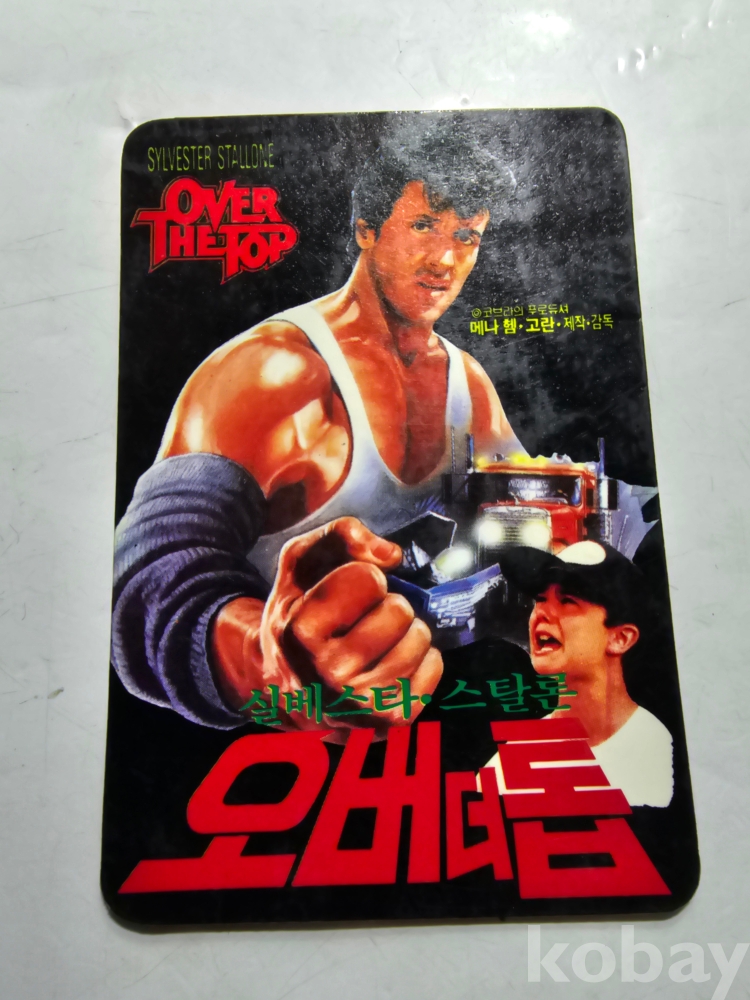 SYLVESTER STALLONE
OVER
THE TOP
◎코브라의 푸로듀서
메나 헴·고란·제작·감독
실베스타·스탈론
오버더톱
kobay